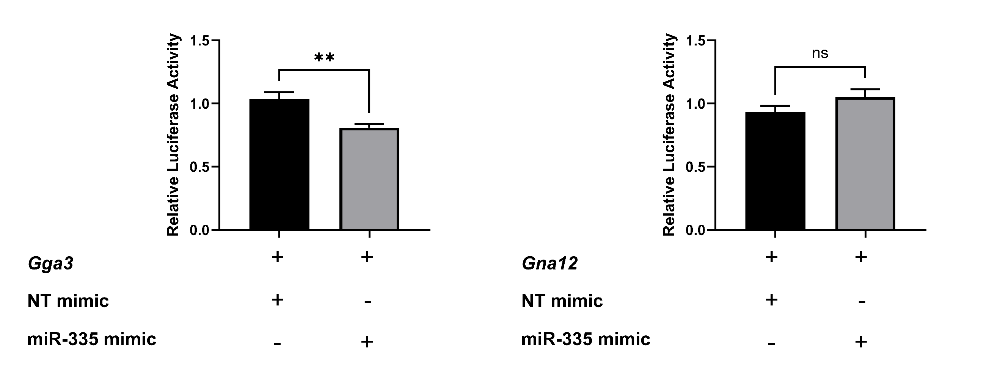 Relative Luciferase Activity
1.5
1.0
0.5
0.0
**
Gga3 + +
NT mimic + -
miR-335 mimic - +
Relative Luciferase Activity
1.5
1.0
0.5
0.0
ns
Gna12 + +
NT mimic + -
miR-335 mimic - +